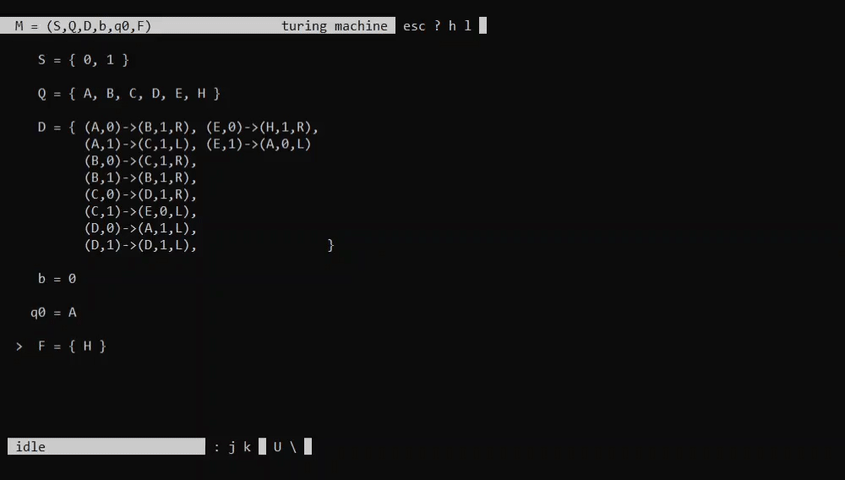 M = (S,Q,D,b,q0,F) turing machine esc ? h l
S = { 0, 1 }
Q = { A, B, C, D, E, H }
D = { (A,0)->(B,1,R), (E,0)->(H,1,R),
(A,1)->(C,1,L), (E,1)->(A,0,L)
(B,0)->(C,1,R),
(B,1)->(B,1,R),
(C,0)->(D,1,R),
(C,1)->(E,0,L),
(D,0)->(A,1,L),
(D,1)->(D,1,L), }
b = 0
q0 = A
> F = { H }
idle : j k U \